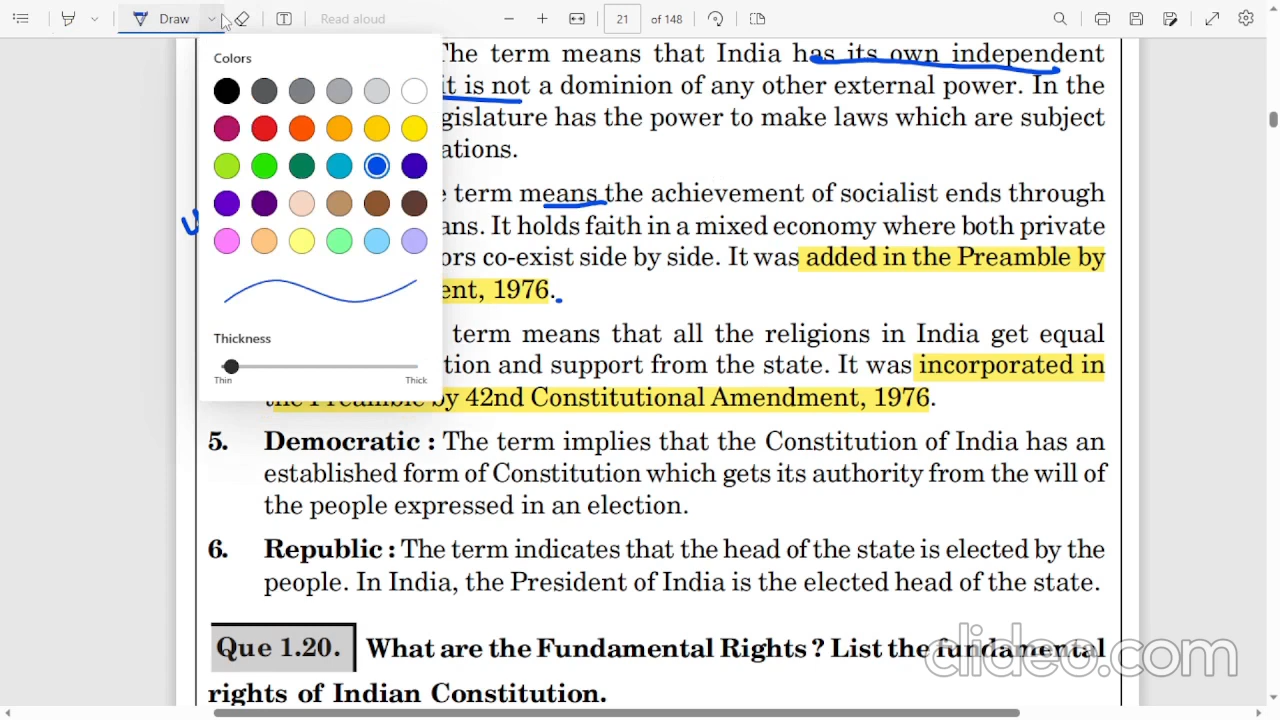 Draw
Read aloud
21 of 148
Colors
Thickness
Thin Thick
The term means that India has its own independent
it is not a dominion of any other external power. In the
gislature has the power to make laws which are subject
ations.
e term means the achievement of socialist ends through
ans. It holds faith in a mixed economy where both private
ors co-exist side by side. It was added in the Preamble by
ent, 1976.
term means that all the religions in India get equal
tion and support from the state. It was incorporated in
the Preamble by 42nd Constitutional Amendment, 1976.
5. Democratic : The term implies that the Constitution of India has an
established form of Constitution which gets its authority from the will of
the people expressed in an election.
6. Republic : The term indicates that the head of the state is elected by the
people. In India, the President of India is the elected head of the state.
Que 1.20. What are the Fundamental Rights ? List the fundamental
rights of Indian Constitution.
clideo.com